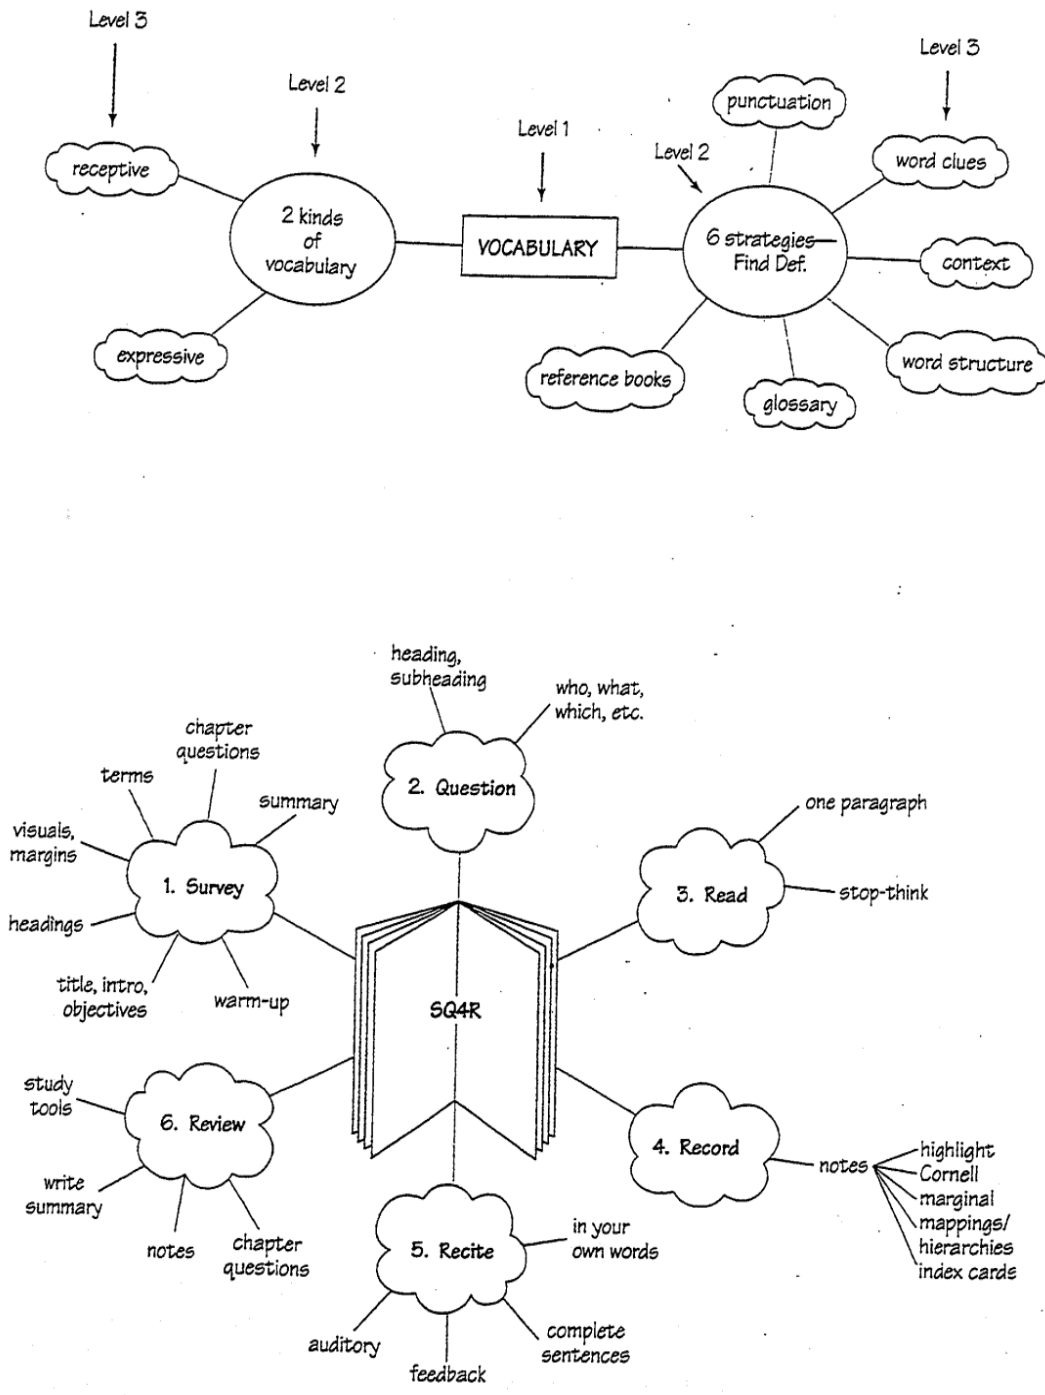 Level 3
Level 2
Level 1
Level 2
Level 3
receptive
2 kinds
of
vocabulary
expressive
VOCABULARY
6 strategies—
Find Def.
punctuation
word clues
context
word structure
glossary
reference books
heading,
subheading
who, what,
which, etc.
2. Question
chapter
questions
terms
summary
visuals,
margins
1. Survey
headings
title, intro,
objectives
warm-up
one paragraph
3. Read
stop-think
SQ4R
study
tools
6. Review
write
summary
notes
chapter
questions
4. Record
notes
highlight
Cornell
marginal
mappings/
hierarchies
index cards
5. Recite
in your
own words
auditory
feedback
complete
sentences